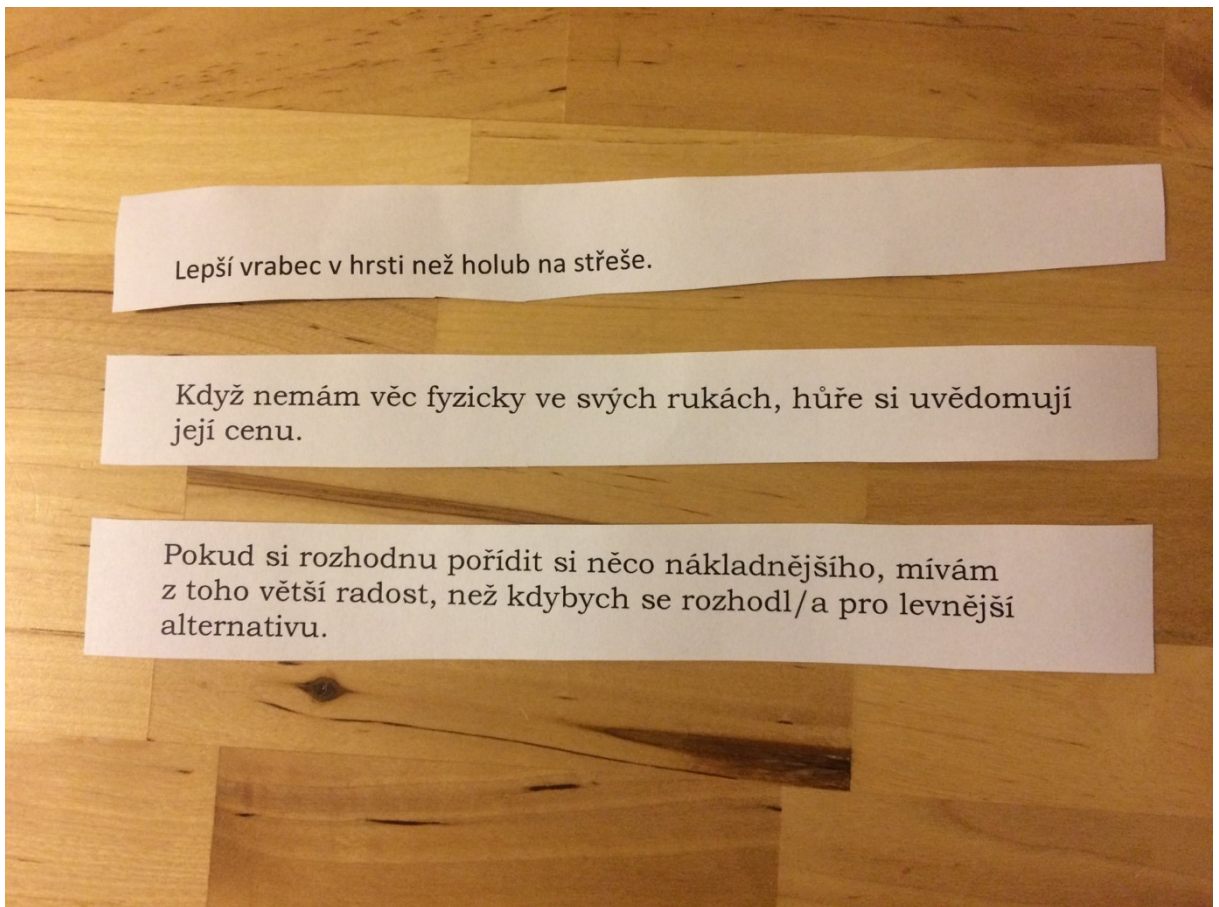 Lepší vrabec v hrsti než holub na střeše.
Když nemám věc fyzicky ve svých rukách, hůře si uvědomují
její cenu.
Pokud si rozhodnu pořídit si něco nákladnějšího, mívám
z toho větší radost, než kdybych se rozhodl/a pro levnější
alternativu.